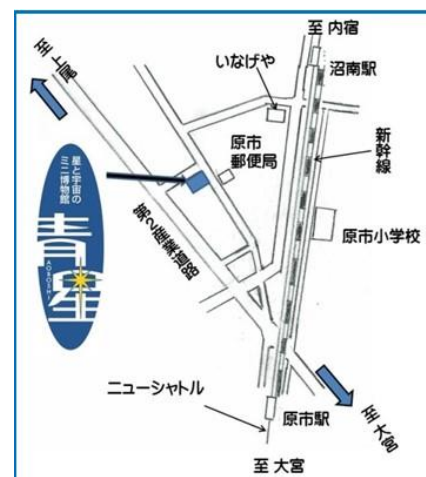 至 内宿
至 上尾
いなげや
沼南駅
新幹線
原市
郵便局
星と宇宙の
ミニ博物館
青星
AOBOSHI
第2産業道路
原市小学校
ニューシャトル
原市駅
至 大宮
至 大宮